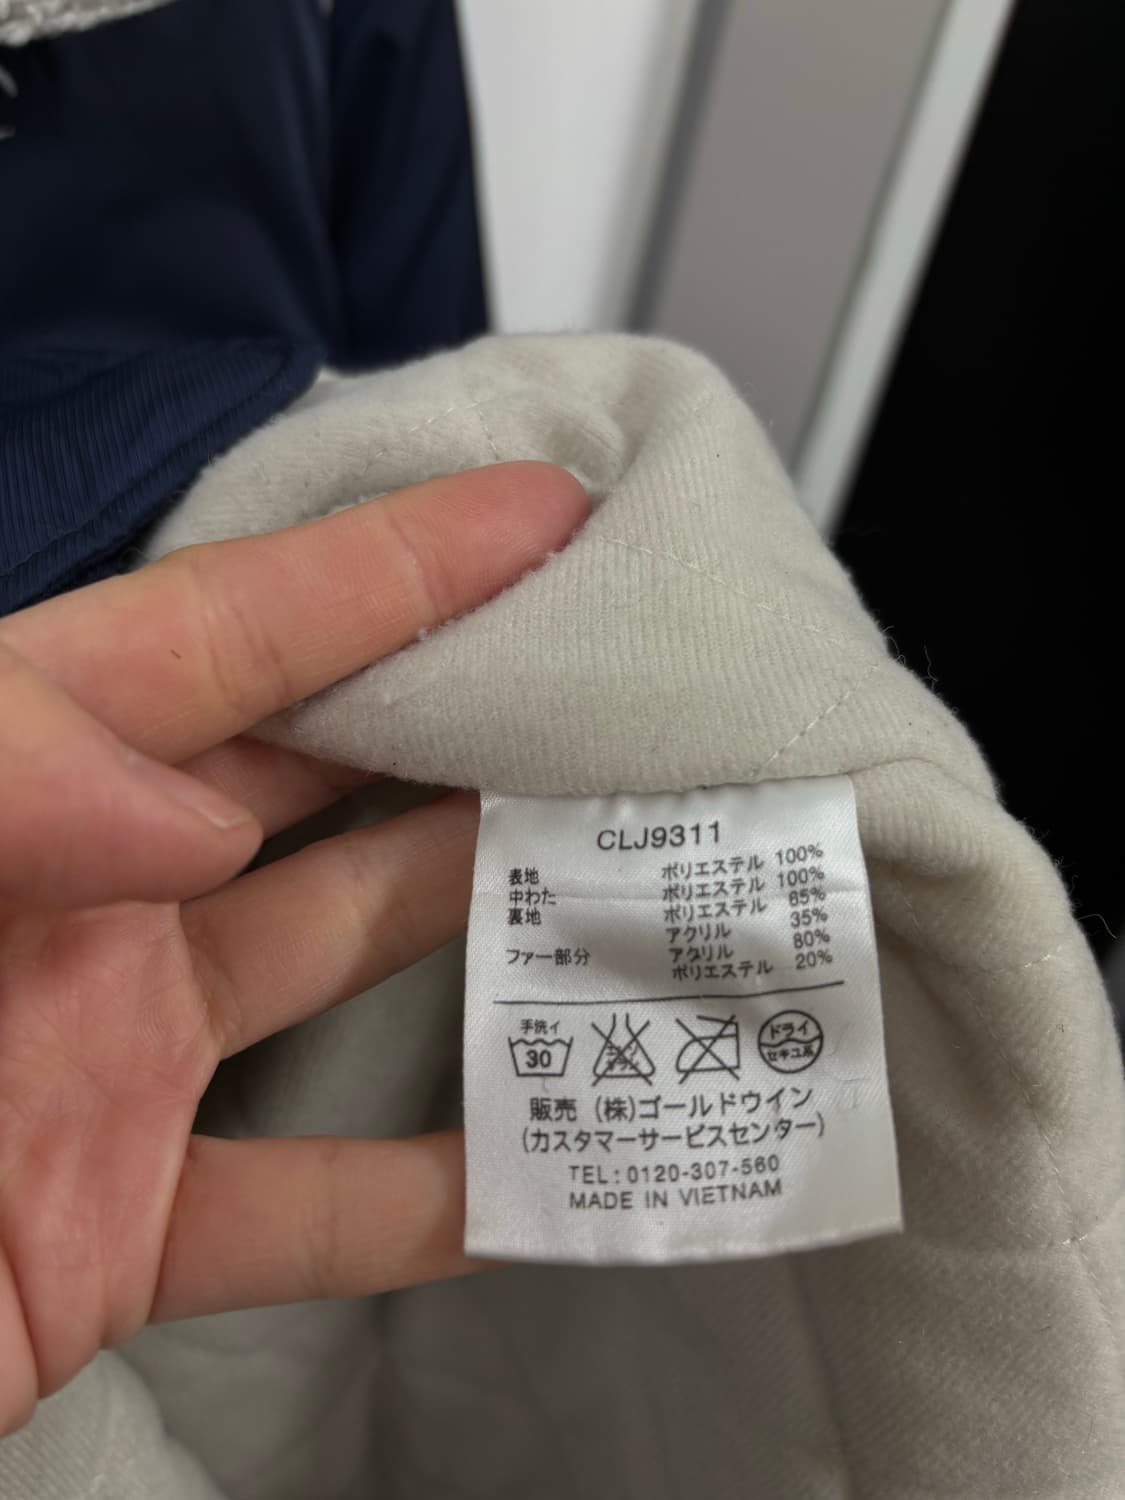 CLJ9311
表地 ポリエステル 100%
中わた ポリエステル 100%
裏地 ポリエステル 65%
アクリル 35%
ファー部分 アクリル 80%
ポリエステル 20%
手洗イ
30
ドライ
セキユ系
販売 (株)ゴールドウイン
(カスタマーサービスセンター)
TEL:0120-307-560
MADE IN VIETNAM